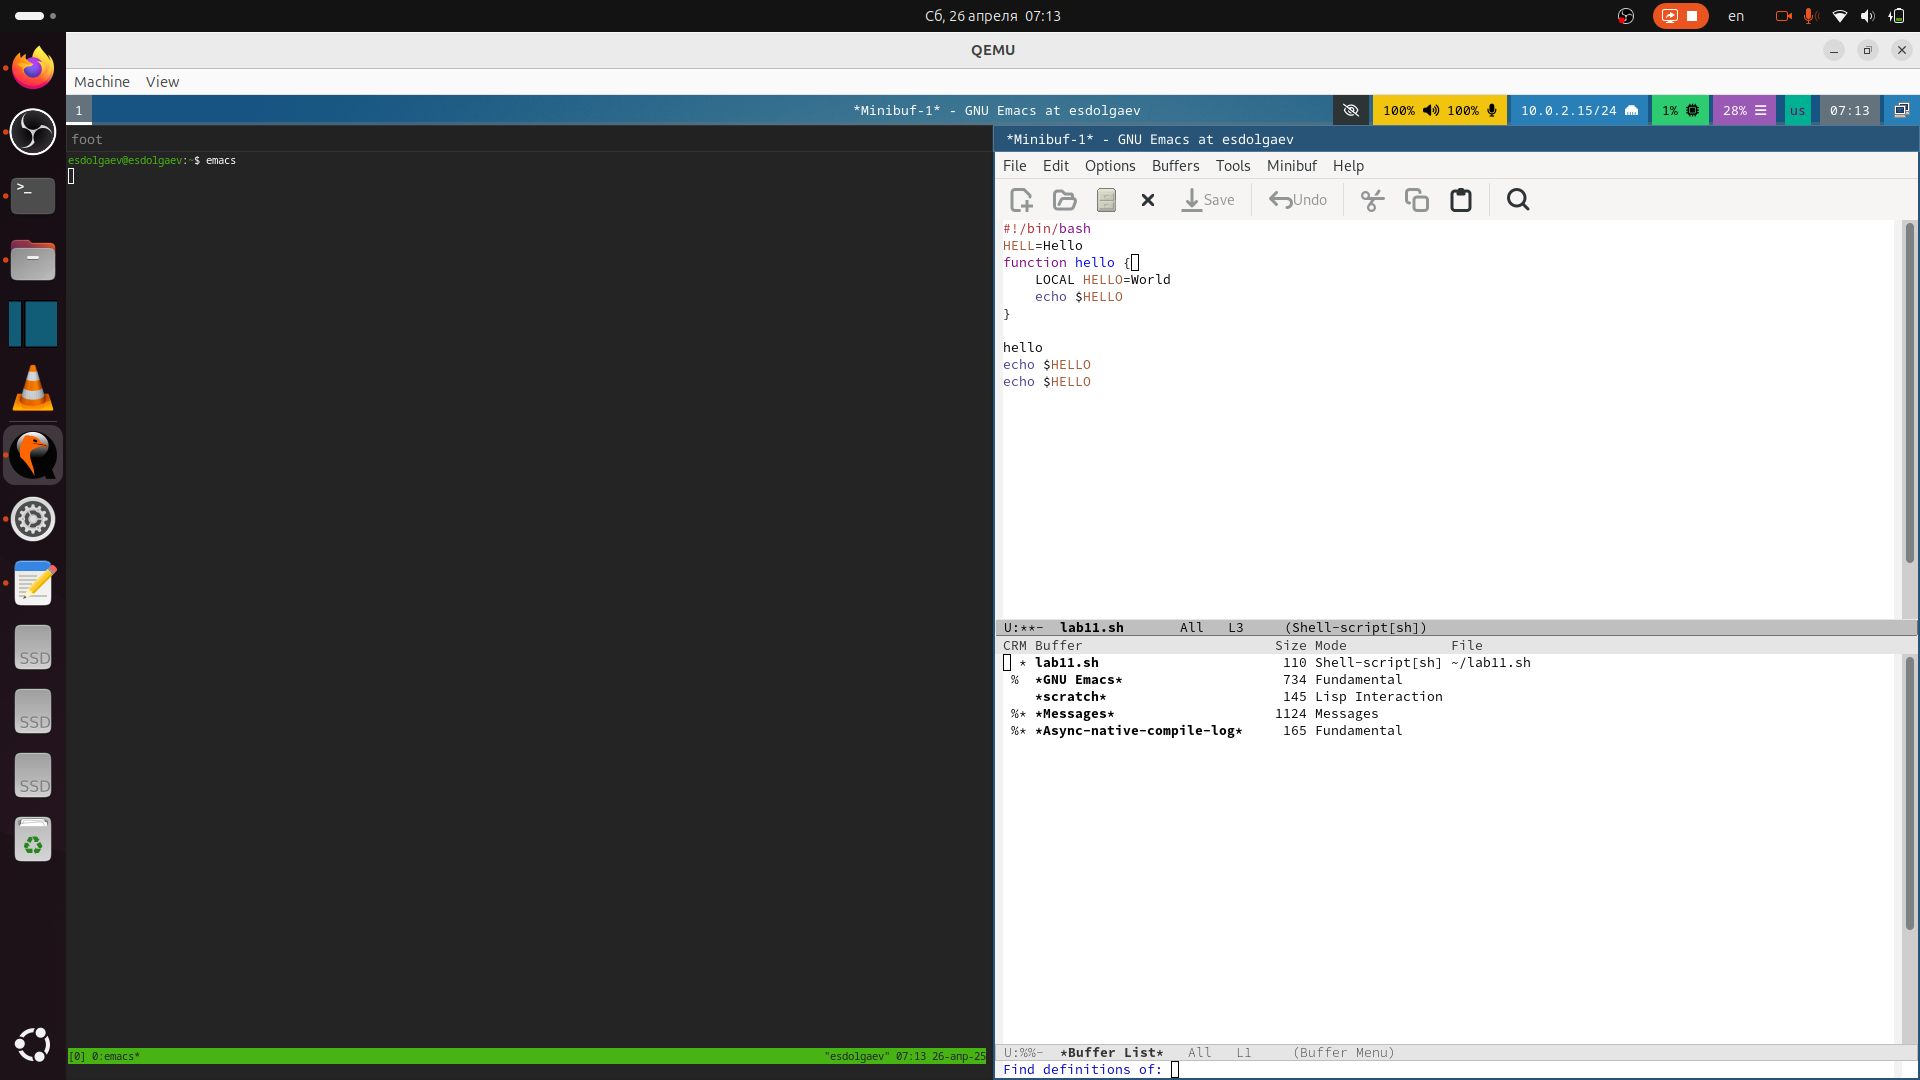 Сб, 26 апреля 07:13
en
QEMU
Machine View
1
*Minibuf-1* - GNU Emacs at esdolgaev
100% 100%
10.0.2.15/24
1%
28%
us
07:13
foot
esdolgaev@esdolgaev:~$ emacs
*Minibuf-1* - GNU Emacs at esdolgaev
File Edit Options Buffers Tools Minibuf Help
Save Undo
#!/bin/bash
HELL=Hello
function hello {
    LOCAL HELLO=World
    echo $HELLO
}
hello
echo $HELLO
echo $HELLO
U:**-  lab11.sh       All   L3     (Shell-script[sh])
CRM Buffer                        Size Mode             File
  * lab11.sh                       110 Shell-script[sh] ~/lab11.sh
 %  *GNU Emacs*                    734 Fundamental
    *scratch*                      145 Lisp Interaction
 %* *Messages*                    1124 Messages
 %* *Async-native-compile-log*     165 Fundamental
U:%%-  *Buffer List*   All   L1     (Buffer Menu)
Find definitions of:
[0] 0:emacs*
"esdolgaev" 07:13 26-апр-25
>_
SSD
SSD
SSD